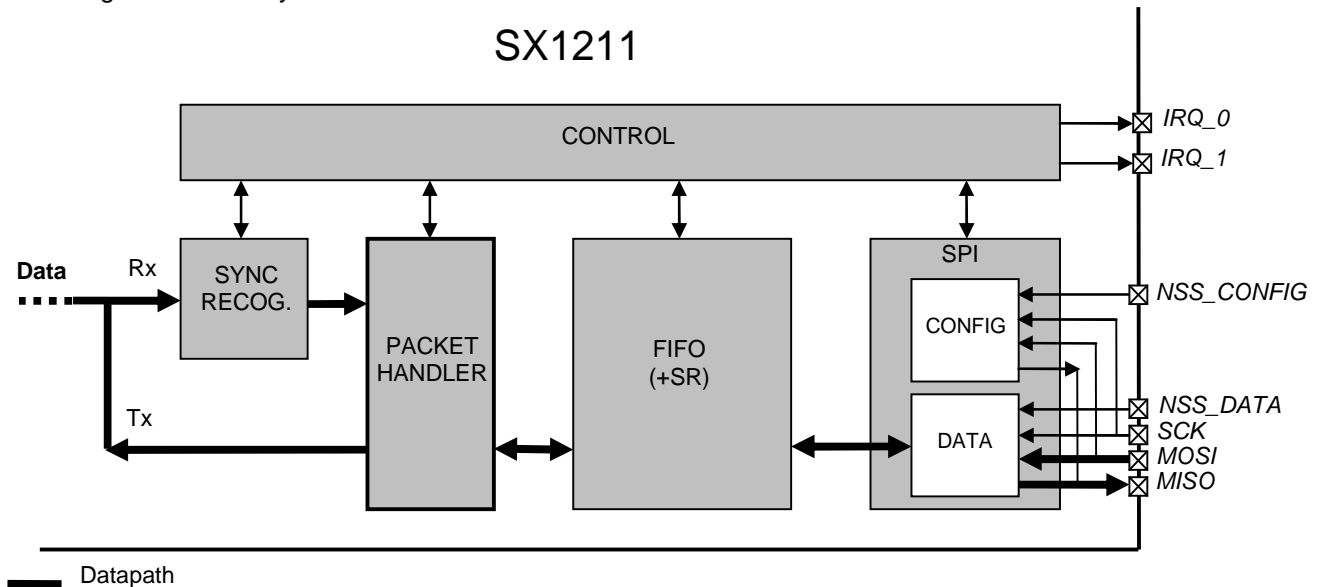 SX1211
CONTROL
IRQ_0
IRQ_1
Data
Rx
SYNC
RECOG.
PACKET
HANDLER
FIFO
(+SR)
SPI
CONFIG
NSS_CONFIG
Tx
DATA
NSS_DATA
SCK
MOSI
MISO
Datapath